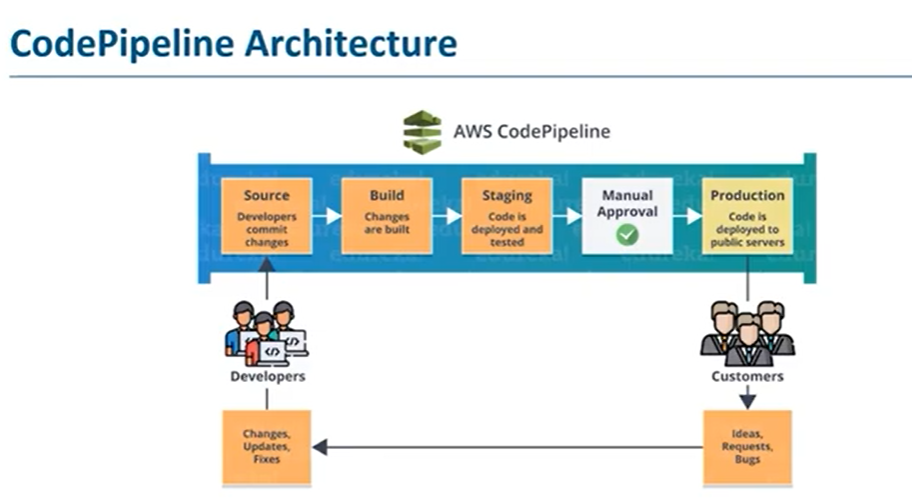 CodePipeline Architecture
AWS CodePipeline
Source
Developers
commit
changes
Build
Changes
are built
Staging
Code is
deployed and
tested
Manual
Approval
Production
Code is
deployed to
public servers
Developers
Customers
Changes,
Updates,
Fixes
Ideas,
Requests,
Bugs